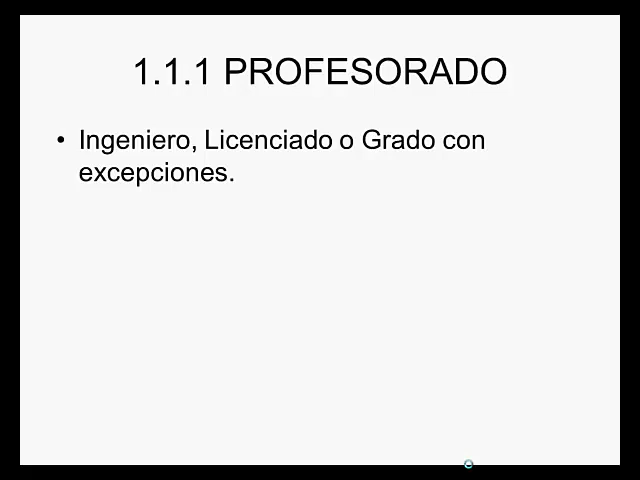 1.1.1 PROFESORADO
• Ingeniero, Licenciado o Grado con
excepciones.